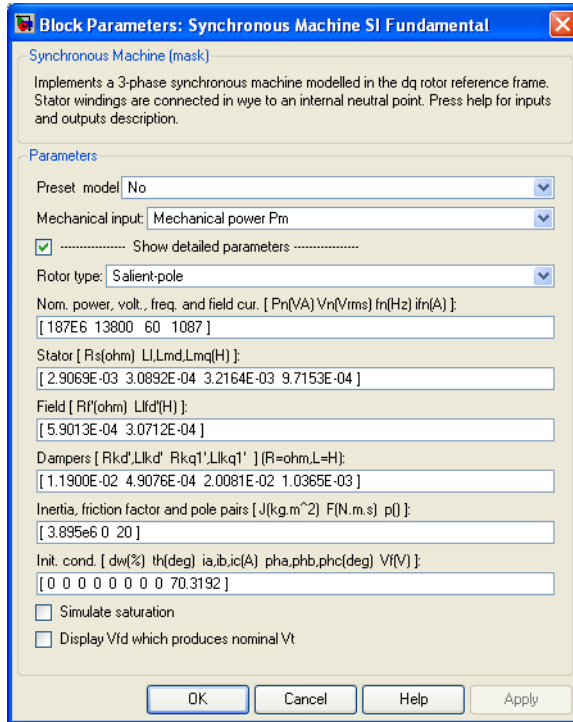 Block Parameters: Synchronous Machine SI Fundamental
Synchronous Machine (mask)
Implements a 3-phase synchronous machine modelled in the dq rotor reference frame.
Stator windings are connected in wye to an internal neutral point. Press help for inputs
and outputs description.
Parameters
Preset model No
Mechanical input: Mechanical power Pm
---------------- Show detailed parameters ----------------
Rotor type: Salient-pole
Nom. power, volt., freq. and field cur. [ Pn(VA) Vn(Vrms) fn(Hz) ifn(A) ]:
[ 187E6 13800 60 1087 ]
Stator [ Rs(ohm) Ll,Lmd,Lmq(H) ]:
[ 2.9069E-03 3.0892E-04 3.2164E-03 9.7153E-04 ]
Field [ Rf'(ohm) Llfd'(H) ]:
[ 5.9013E-04 3.0712E-04 ]
Dampers [ Rkd',Llkd' Rkq1',Llkq1' ] (R=ohm,L=H):
[ 1.1900E-02 4.9076E-04 2.0081E-02 1.0365E-03 ]
Inertia, friction factor and pole pairs [ J(kg.m^2) F(N.m.s) p() ]:
[ 3.895e6 0 20 ]
Init. cond. [ dw(%) th(deg) ia,ib,ic(A) pha,phb,phc(deg) Vf(V) ]:
[ 0 0 0 0 0 0 0 0 70.3192 ]
Simulate saturation
Display Vfd which produces nominal Vt
OK Cancel Help Apply